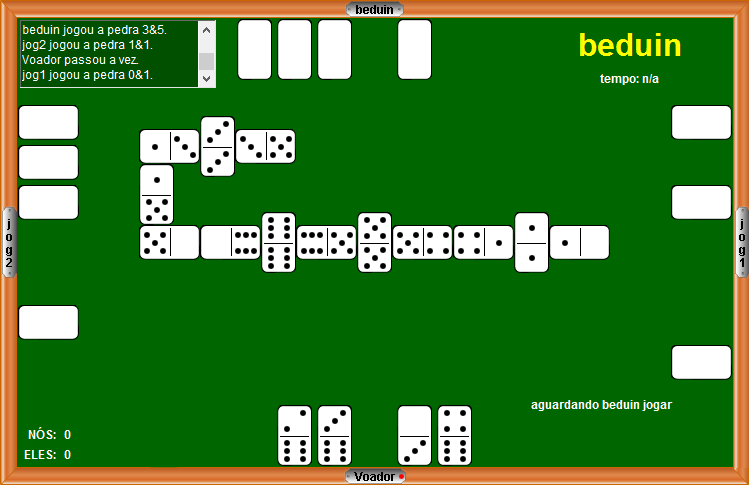 beduin
beduin jogou a pedra 3&5.
jog2 jogou a pedra 1&1.
Voador passou a vez.
jog1 jogou a pedra 0&1.
beduin
tempo: n/a
jog2
jog1
aguardando beduin jogar
NÓS: 0
ELES: 0
Voador